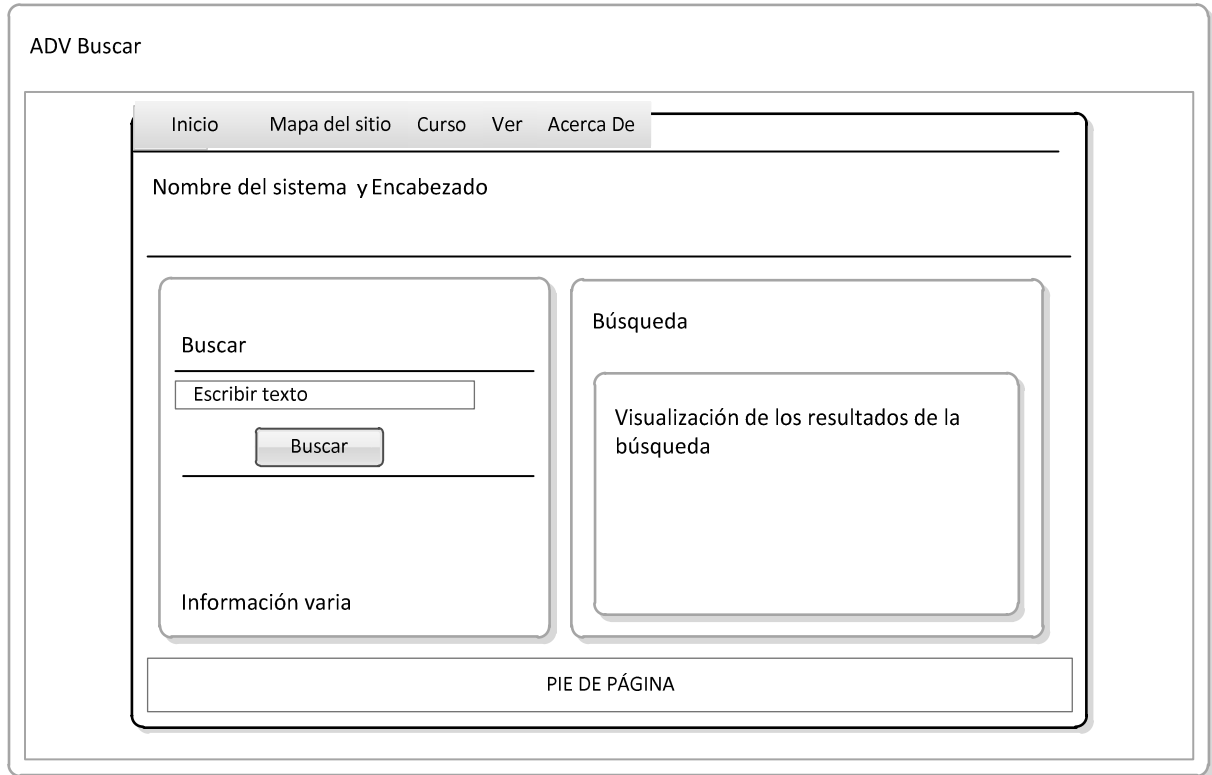 ADV Buscar
Inicio Mapa del sitio Curso Ver Acerca De
Nombre del sistema y Encabezado
Buscar
Escribir texto
Buscar
Información varia
Búsqueda
Visualización de los resultados de la
búsqueda
PIE DE PÁGINA